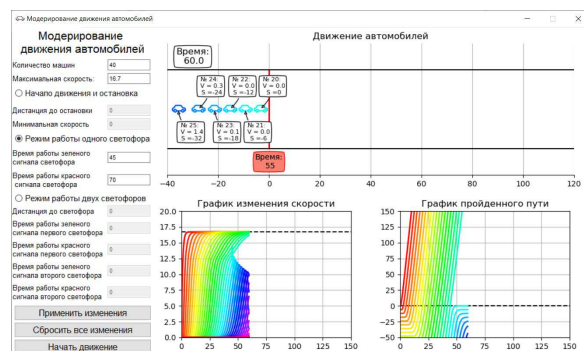 Модерирование движения автомобилей
Модерирование
движения автомобилей
Количество машин
40
Максимальная скорость:
16.7
Начало движения и остановка
Дистанция до остановки
0
Минимальная скорость
0
Режим работы одного светофора
Время работы зеленого
сигнала светофора
45
Время работы красного
сигнала светофора
70
Режим работы двух светофоров
Дистанция до светофора
0
Время работы зеленого
сигнала первого светофора
0
Время работы красного
сигнала первого светофора
0
Время работы зеленого
сигнала второго светофора
0
Время работы красного
сигнала второго светофора
0
Применить изменения
Сбросить все изменения
Начать движение
Движение автомобилей
Время:
60.0
№ 24:
V = 0.3
S =-24
№ 22:
V = 0.0
S =-12
№ 20:
V = 0.0
S =0
№ 25:
V = 1.4
S =-32
№ 23:
V = 0.1
S =-18
№ 21:
V = 0.0
S =-6
Время:
55
−40 −20 0 20 40 60 80 100 120
График изменения скорости
20.0
17.5
15.0
12.5
10.0
7.5
5.0
2.5
0.0
0 25 50 75 100 125 150
График пройденного пути
150
125
100
75
50
25
0
−25
−50
0 25 50 75 100 125 150